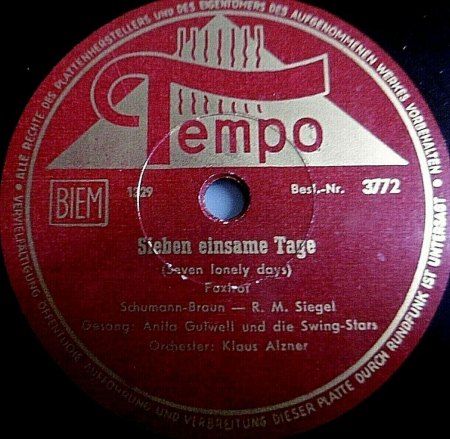 ALLE RECHTE DES PLATTENHERSTELLERS UND DES EIGENTÜMERS DES AUFGENOMMENEN WERKES VORBEHALTEN · VERVIELFÄLTIGUNG ÖFFENTLICHE AUFFÜHRUNG UND VERBREITUNG DIESER PLATTE DURCH RUNDFUNK IST UNTERSAGT
Tempo
BIEM
1329
Best.-Nr. 3772
Sieben einsame Tage
(Seven lonely days)
Foxtrot
Schumann-Braun — R. M. Siegel
Gesang: Anita Gutwell und die Swing-Stars
Orchester: Klaus Alzner